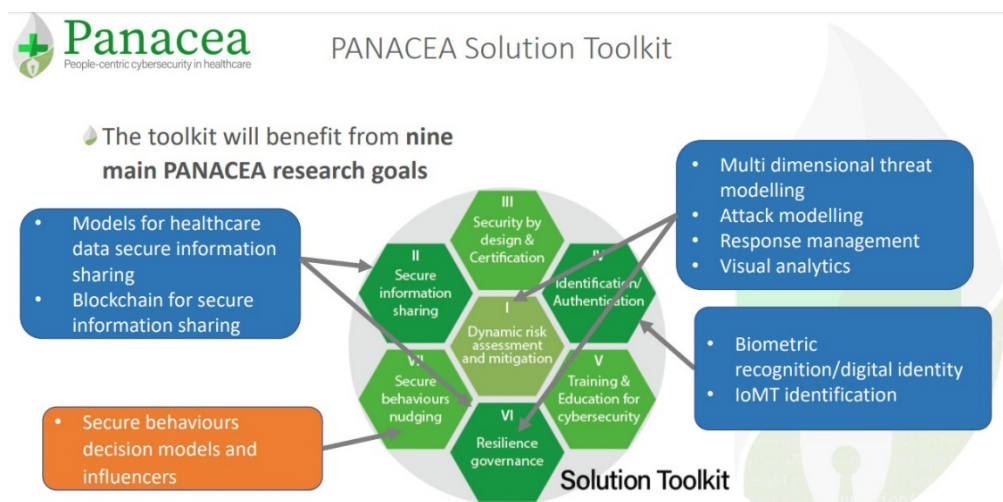 Panacea
People-centric cybersecurity in healthcare
PANACEA Solution Toolkit
The toolkit will benefit from nine
main PANACEA research goals
• Models for healthcare
data secure information
sharing
• Blockchain for secure
information sharing
• Secure behaviours
decision models and
influencers
III
Security by
design &
Certification
II
Secure
information
sharing
IV
Identification/
Authentication
I
Dynamic risk
assessment
and mitigation
VII
Secure
behaviours
nudging
V
Training &
Education for
cybersecurity
VI
Resilience
governance
Solution Toolkit
• Multi dimensional threat
modelling
• Attack modelling
• Response management
• Visual analytics
• Biometric
recognition/digital identity
• IoMT identification